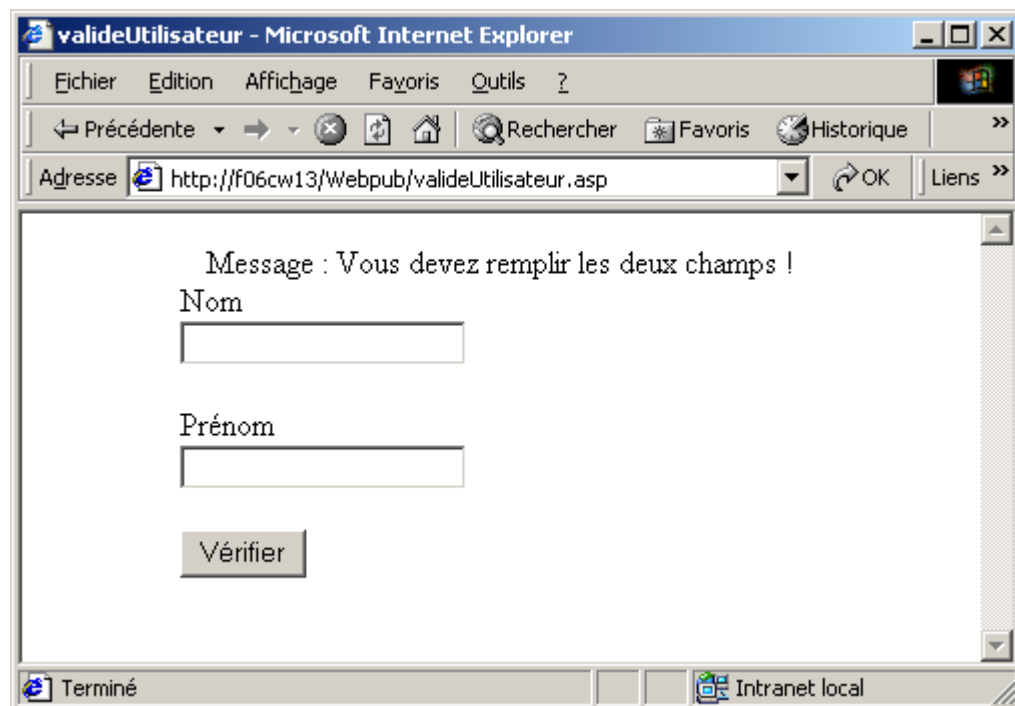 valideUtilisateur - Microsoft Internet Explorer
Fichier Edition Affichage Favoris Outils ?
Précédente Rechercher Favoris Historique »
Adresse http://f06cw13/Webpub/valideUtilisateur.asp OK Liens »
Message : Vous devez remplir les deux champs !
Nom
Prénom
Vérifier
Terminé Intranet local